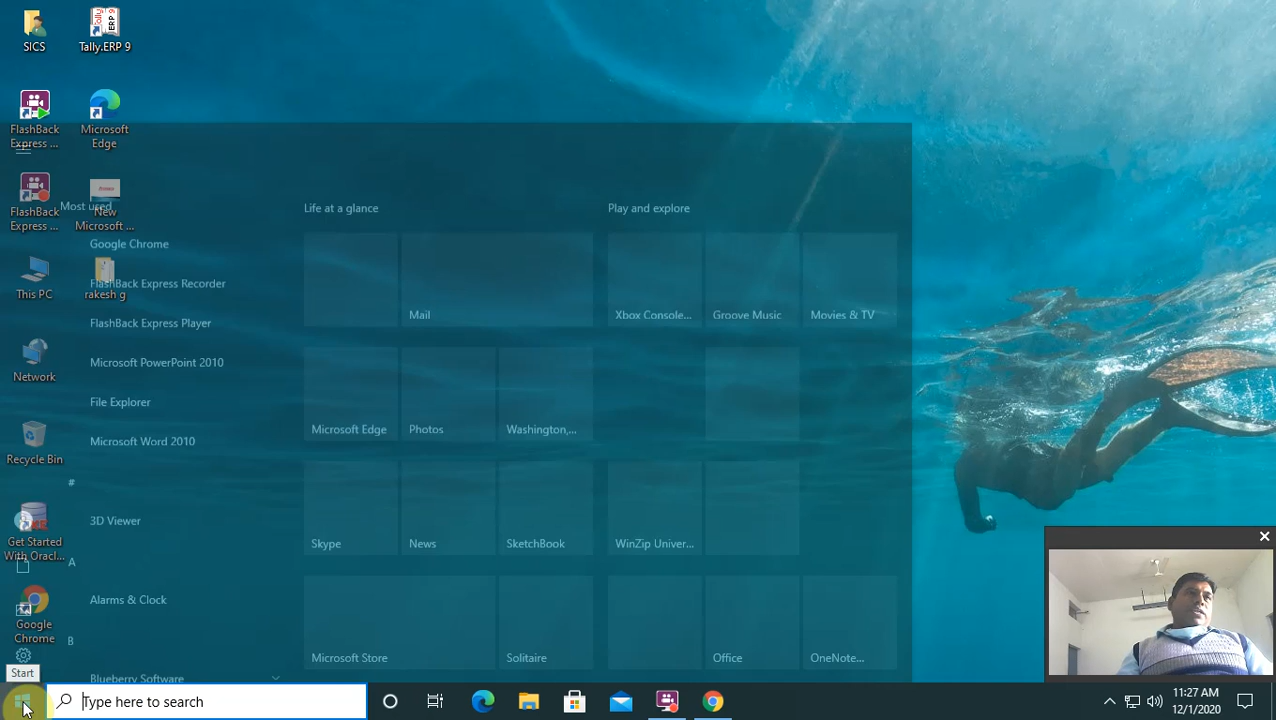 SICS
Tally.ERP 9
FlashBack
Express ...
Microsoft
Edge
FlashBack
Express ...
New
Microsoft ...
This PC
rakesh g
Network
Recycle Bin
Get Started
With Oracl...
Google
Chrome
Start
Most used
Google Chrome
FlashBack Express Recorder
FlashBack Express Player
Microsoft PowerPoint 2010
File Explorer
Microsoft Word 2010
#
3D Viewer
A
Alarms & Clock
B
Blueberry Software
Life at a glance
Mail
Microsoft Edge
Photos
Washington,...
Skype
News
SketchBook
Microsoft Store
Solitaire
Play and explore
Xbox Console...
Groove Music
Movies & TV
WinZip Univer...
Office
OneNote...
Type here to search
11:27 AM
12/1/2020